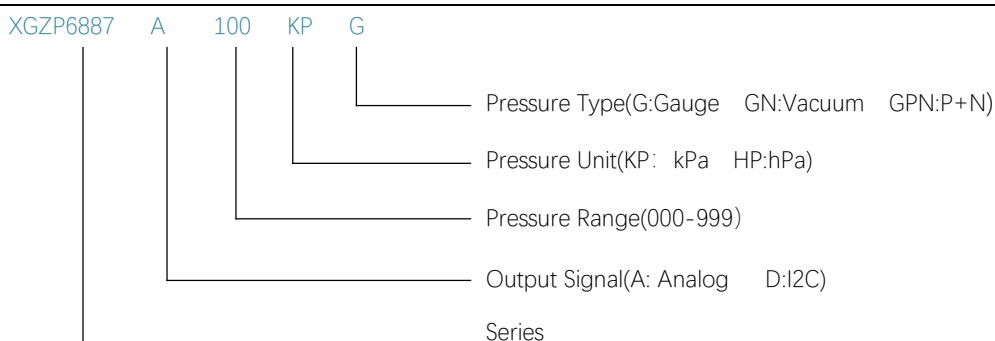 XGZP6887 A 100 KP G
Pressure Type(G:Gauge GN:Vacuum GPN:P+N)
Pressure Unit(KP： kPa HP:hPa)
Pressure Range(000-999）
Output Signal(A: Analog D:I2C)
Series